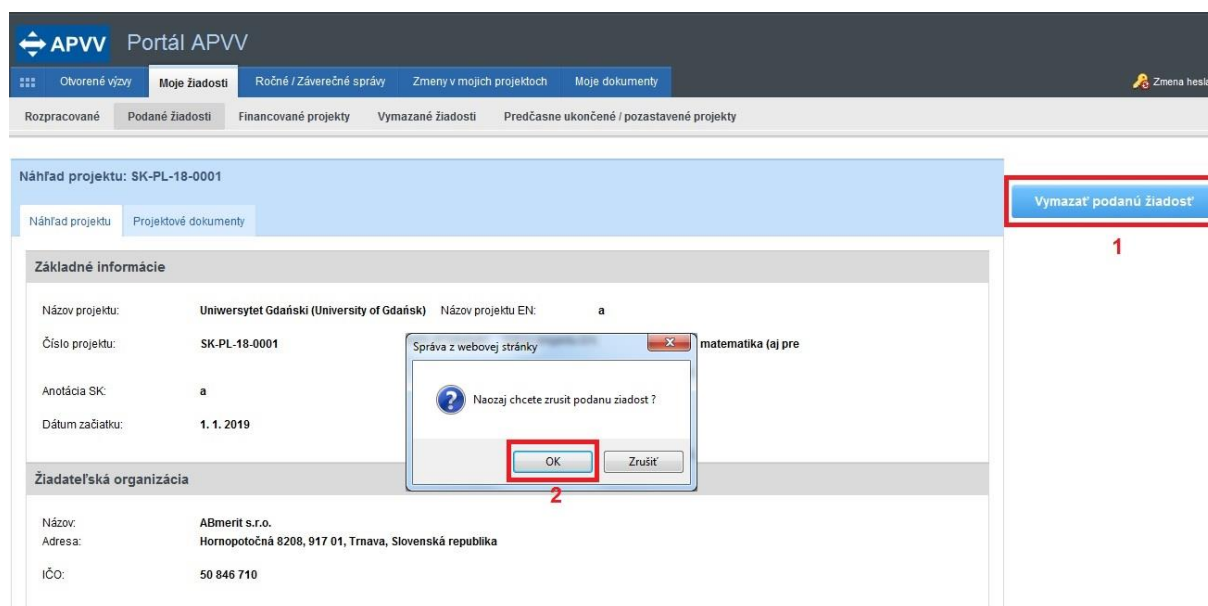 APVV Portál APVV
Otvorené výzvy Moje žiadosti Ročné / Záverečné správy Zmeny v mojich projektoch Moje dokumenty Zmena hesla
Rozpracované Podané žiadosti Financované projekty Vymazané žiadosti Predčasne ukončené / pozastavené projekty
Náhľad projektu: SK-PL-18-0001
Vymazať podanú žiadosť
Náhľad projektu Projektové dokumenty
1
Základné informácie
Názov projektu: Uniwersytet Gdański (University of Gdańsk) Názov projektu EN: a
Číslo projektu: SK-PL-18-0001 matematika (aj pre
Správa z webovej stránky
Anotácia SK: a
Naozaj chcete zrusit podanu ziadost ?
Dátum začiatku: 1. 1. 2019
OK Zrušiť
2
Žiadateľská organizácia
Názov: ABmerit s.r.o.
Adresa: Hornopotočná 8208, 917 01, Trnava, Slovenská republika
IČO: 50 846 710